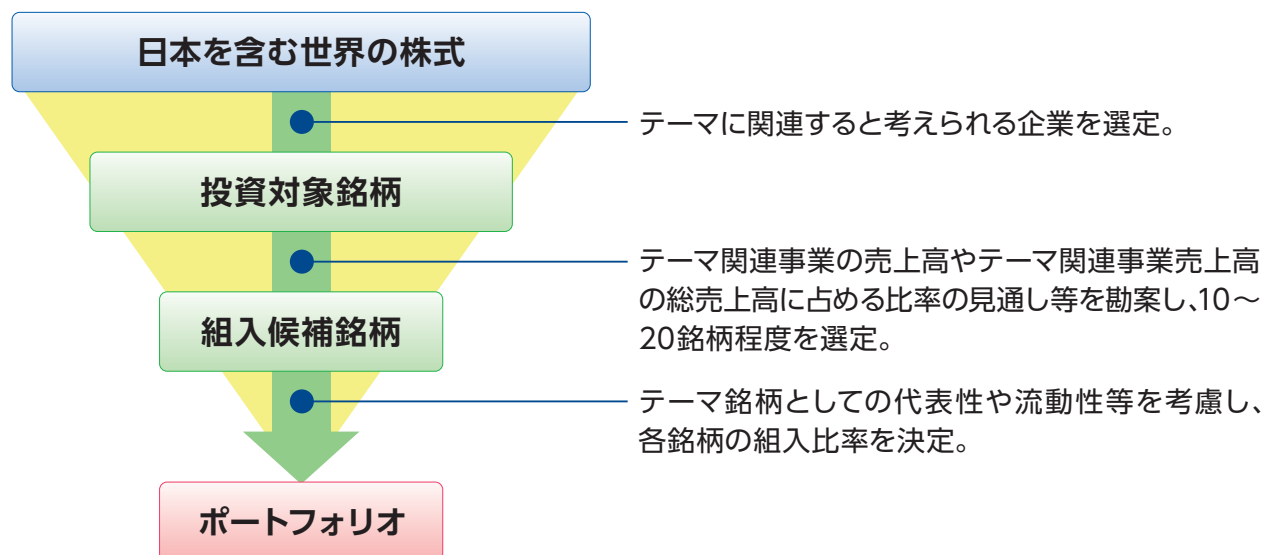 日本を含む世界の株式
テーマに関連すると考えられる企業を選定。
投資対象銘柄
テーマ関連事業の売上高やテーマ関連事業売上高
の総売上高に占める比率の見通し等を勘案し、10～
20銘柄程度を選定。
組入候補銘柄
テーマ銘柄としての代表性や流動性等を考慮し、
各銘柄の組入比率を決定。
ポートフォリオ